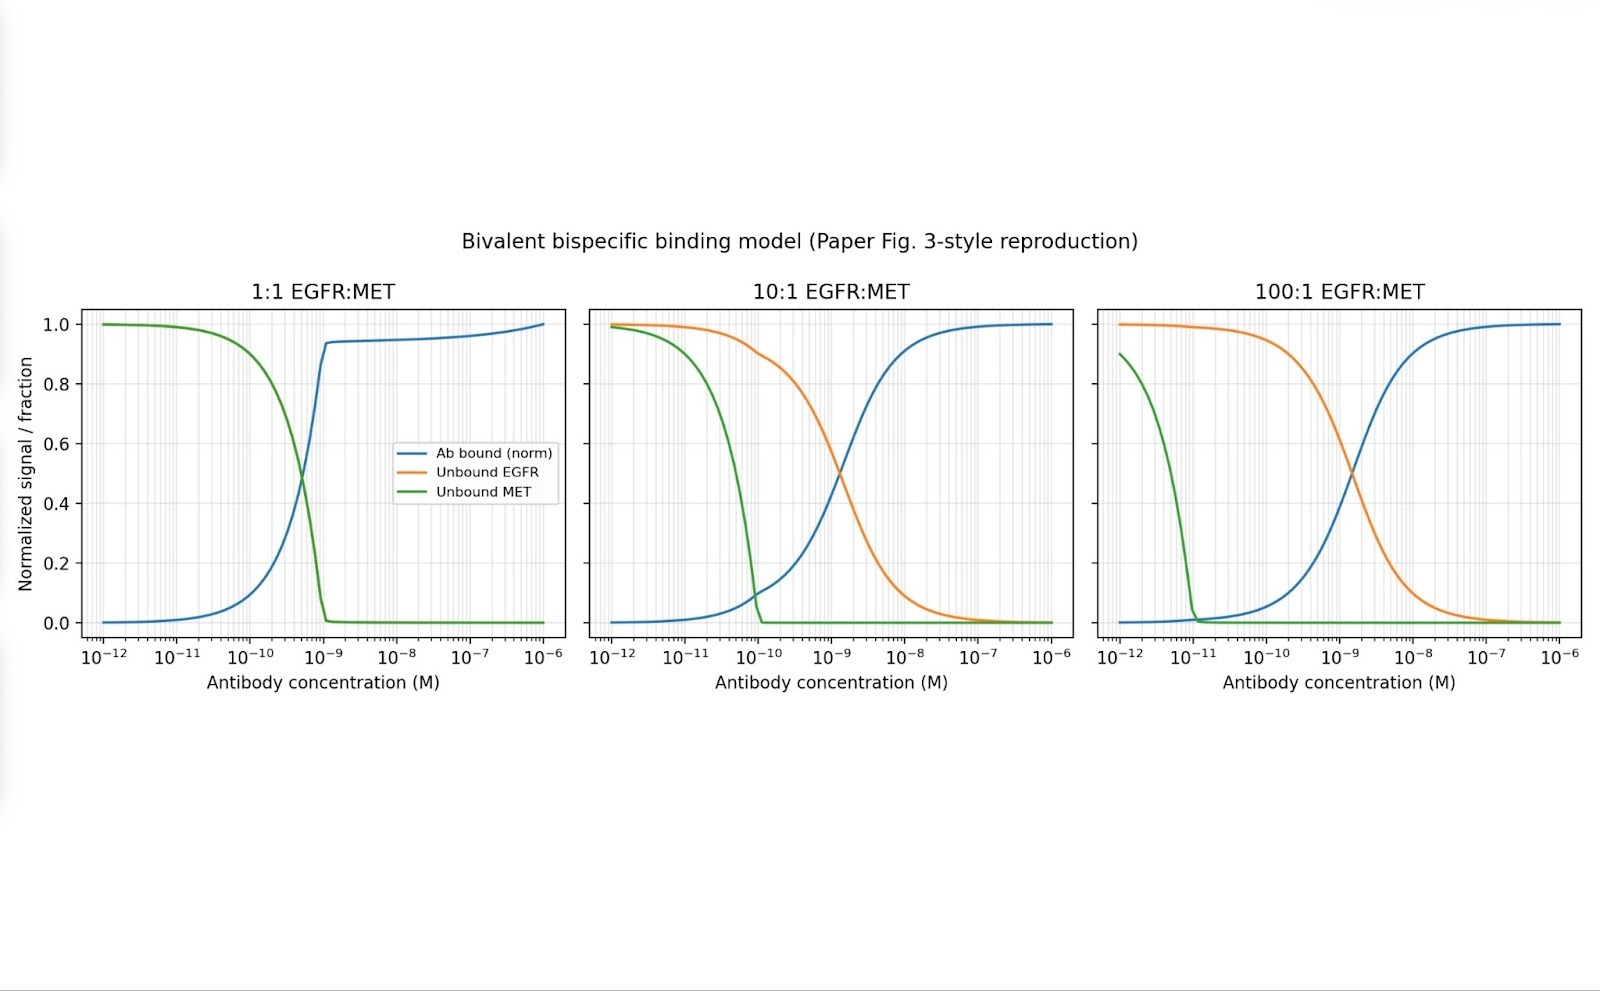 Bivalent bispecific binding model (Paper Fig. 3-style reproduction)
1:1 EGFR:MET
Normalized signal / fraction
1.0
0.8
0.6
0.4
0.2
0.0
Ab bound (norm)
Unbound EGFR
Unbound MET
10⁻¹² 10⁻¹¹ 10⁻¹⁰ 10⁻⁹ 10⁻⁸ 10⁻⁷ 10⁻⁶
Antibody concentration (M)
10:1 EGFR:MET
10⁻¹² 10⁻¹¹ 10⁻¹⁰ 10⁻⁹ 10⁻⁸ 10⁻⁷ 10⁻⁶
Antibody concentration (M)
100:1 EGFR:MET
10⁻¹² 10⁻¹¹ 10⁻¹⁰ 10⁻⁹ 10⁻⁸ 10⁻⁷ 10⁻⁶
Antibody concentration (M)